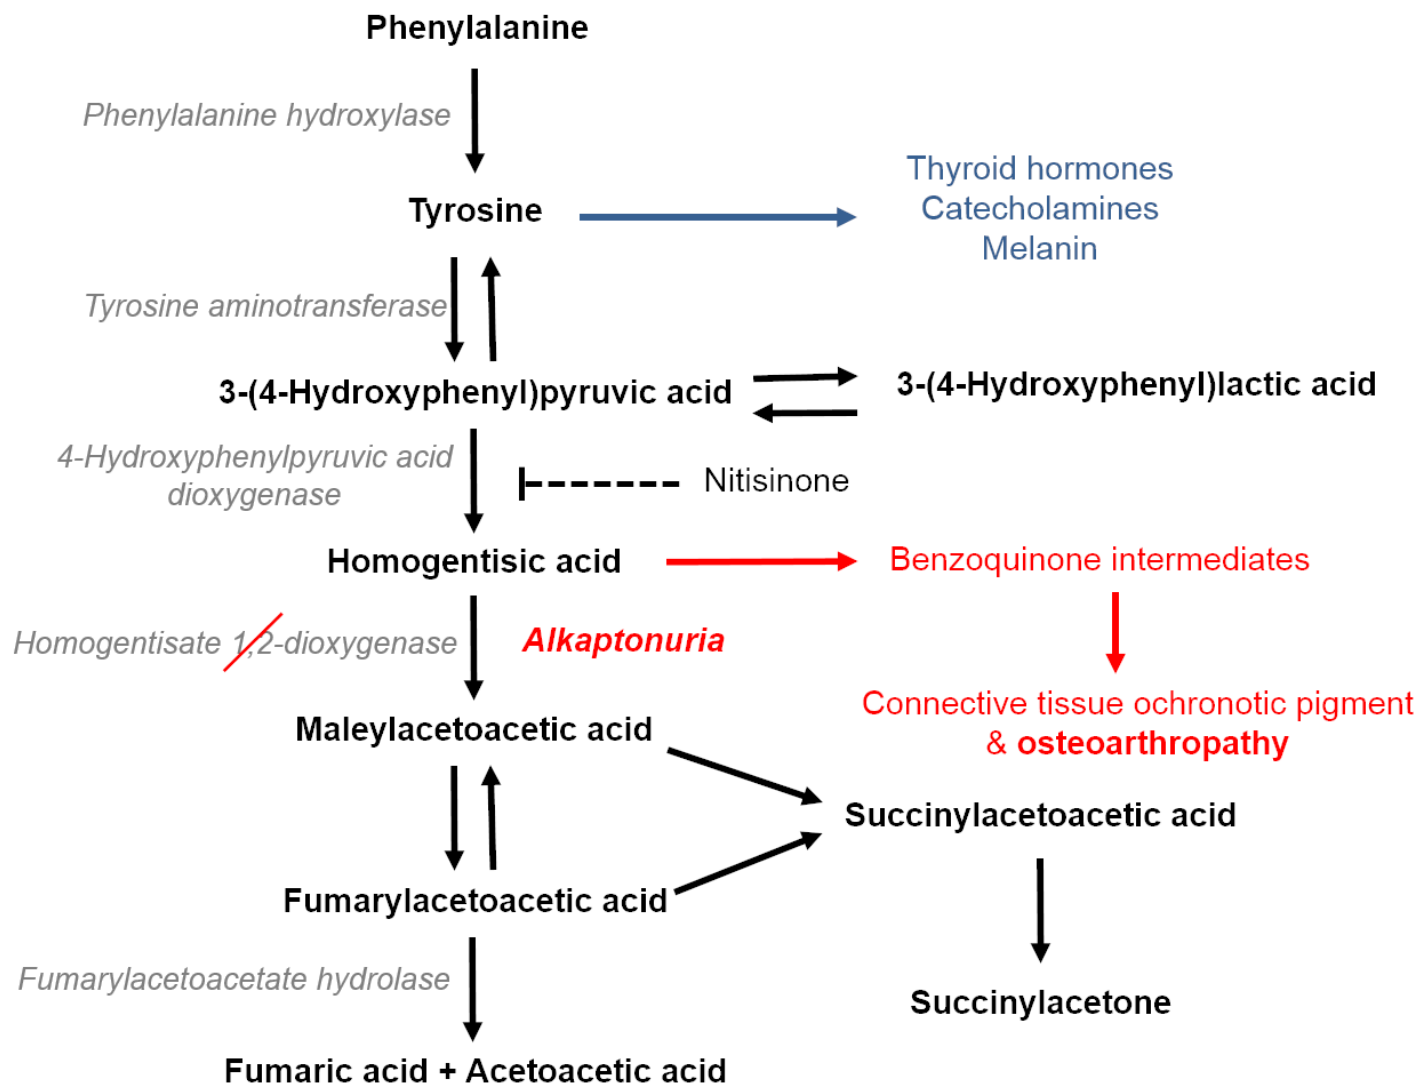 Phenylalanine
Phenylalanine hydroxylase
Thyroid hormones
Catecholamines
Melanin
Tyrosine
Tyrosine aminotransferase
3-(4-Hydroxyphenyl)pyruvic acid
3-(4-Hydroxyphenyl)lactic acid
4-Hydroxyphenylpyruvic acid
dioxygenase
Nitisinone
Homogentisic acid
Benzoquinone intermediates
Homogentisate 1,2-dioxygenase
Alkaptonuria
Connective tissue ochronotic pigment
& osteoarthropathy
Maleylacetoacetic acid
Succinylacetoacetic acid
Fumarylacetoacetic acid
Fumarylacetoacetate hydrolase
Succinylacetone
Fumaric acid + Acetoacetic acid